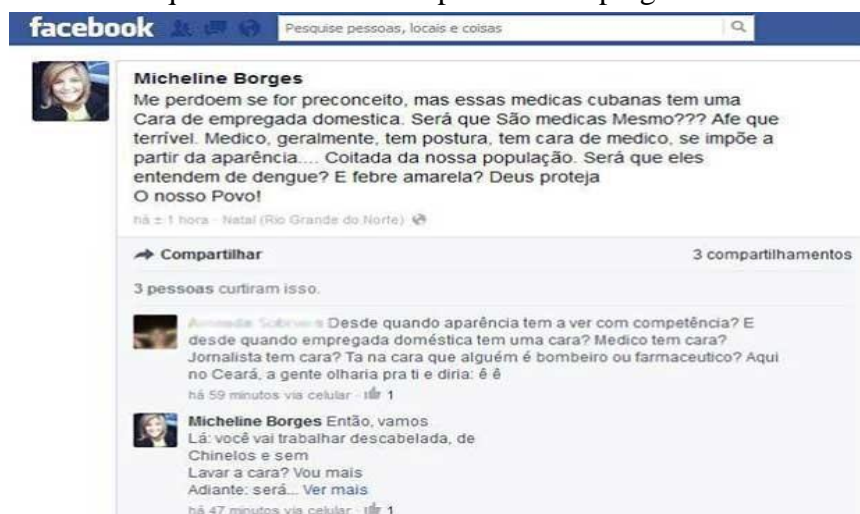 facebook Pesquise pessoas, locais e coisas
Micheline Borges
Me perdoem se for preconceito, mas essas medicas cubanas tem uma
Cara de empregada domestica. Será que São medicas Mesmo??? Afe que
terrível. Medico, geralmente, tem postura, tem cara de medico, se impõe a
partir da aparência.... Coitada da nossa população. Será que eles
entendem de dengue? E febre amarela? Deus proteja
O nosso Povo!
há ± 1 hora · Natal (Rio Grande do Norte)
Compartilhar 3 compartilhamentos
3 pessoas curtiram isso.
Desde quando aparência tem a ver com competência? E
desde quando empregada doméstica tem uma cara? Medico tem cara?
Jornalista tem cara? Ta na cara que alguém é bombeiro ou farmaceutico? Aqui
no Ceará, a gente olharia pra ti e diria: ê ê
há 59 minutos via celular · 1
Micheline Borges Então, vamos
Lá: você vai trabalhar descabelada, de
Chinelos e sem
Lavar a cara? Vou mais
Adiante: será... Ver mais
há 47 minutos via celular · 1